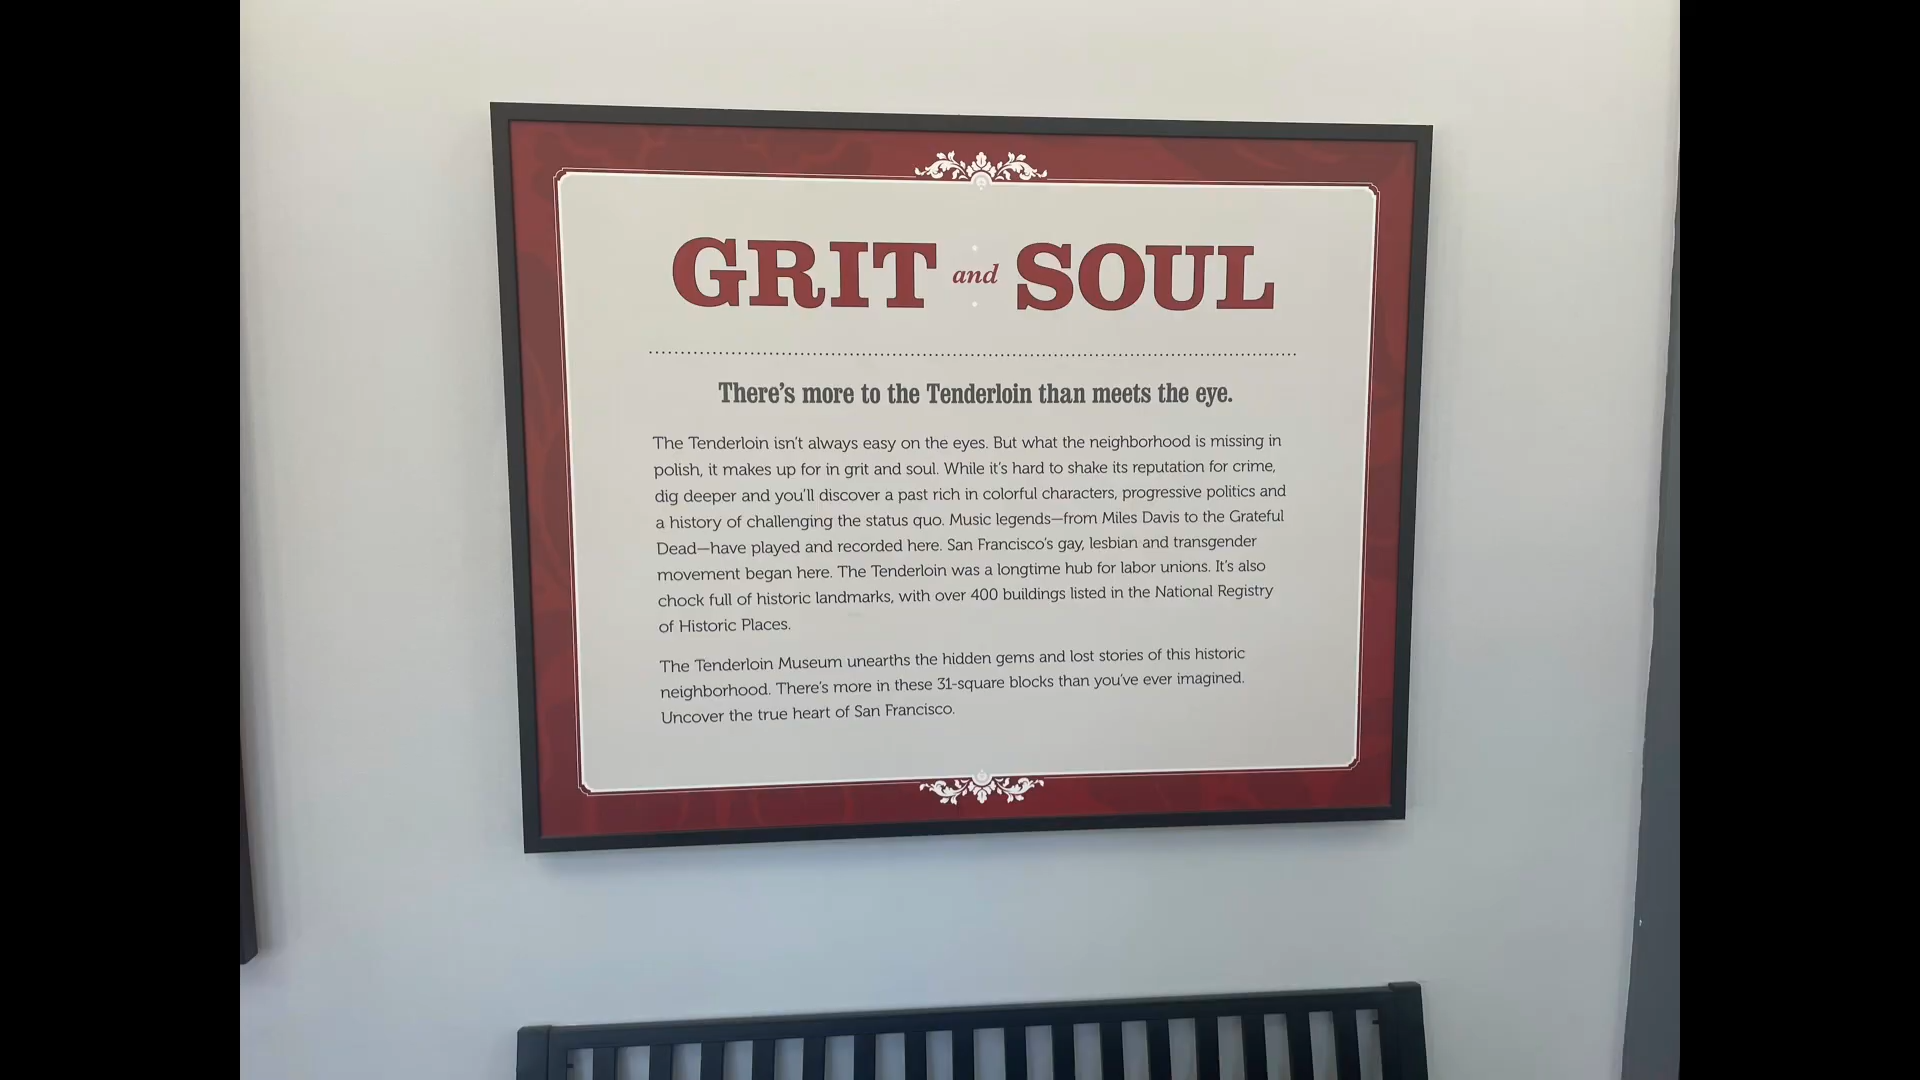 GRIT and SOUL
There's more to the Tenderloin than meets the eye.
The Tenderloin isn't always easy on the eyes. But what the neighborhood is missing in
polish, it makes up for in grit and soul. While it's hard to shake its reputation for crime,
dig deeper and you'll discover a past rich in colorful characters, progressive politics and
a history of challenging the status quo. Music legends—from Miles Davis to the Grateful
Dead—have played and recorded here. San Francisco's gay, lesbian and transgender
movement began here. The Tenderloin was a longtime hub for labor unions. It's also
chock full of historic landmarks, with over 400 buildings listed in the National Registry
of Historic Places.
The Tenderloin Museum unearths the hidden gems and lost stories of this historic
neighborhood. There's more in these 31-square blocks than you've ever imagined.
Uncover the true heart of San Francisco.